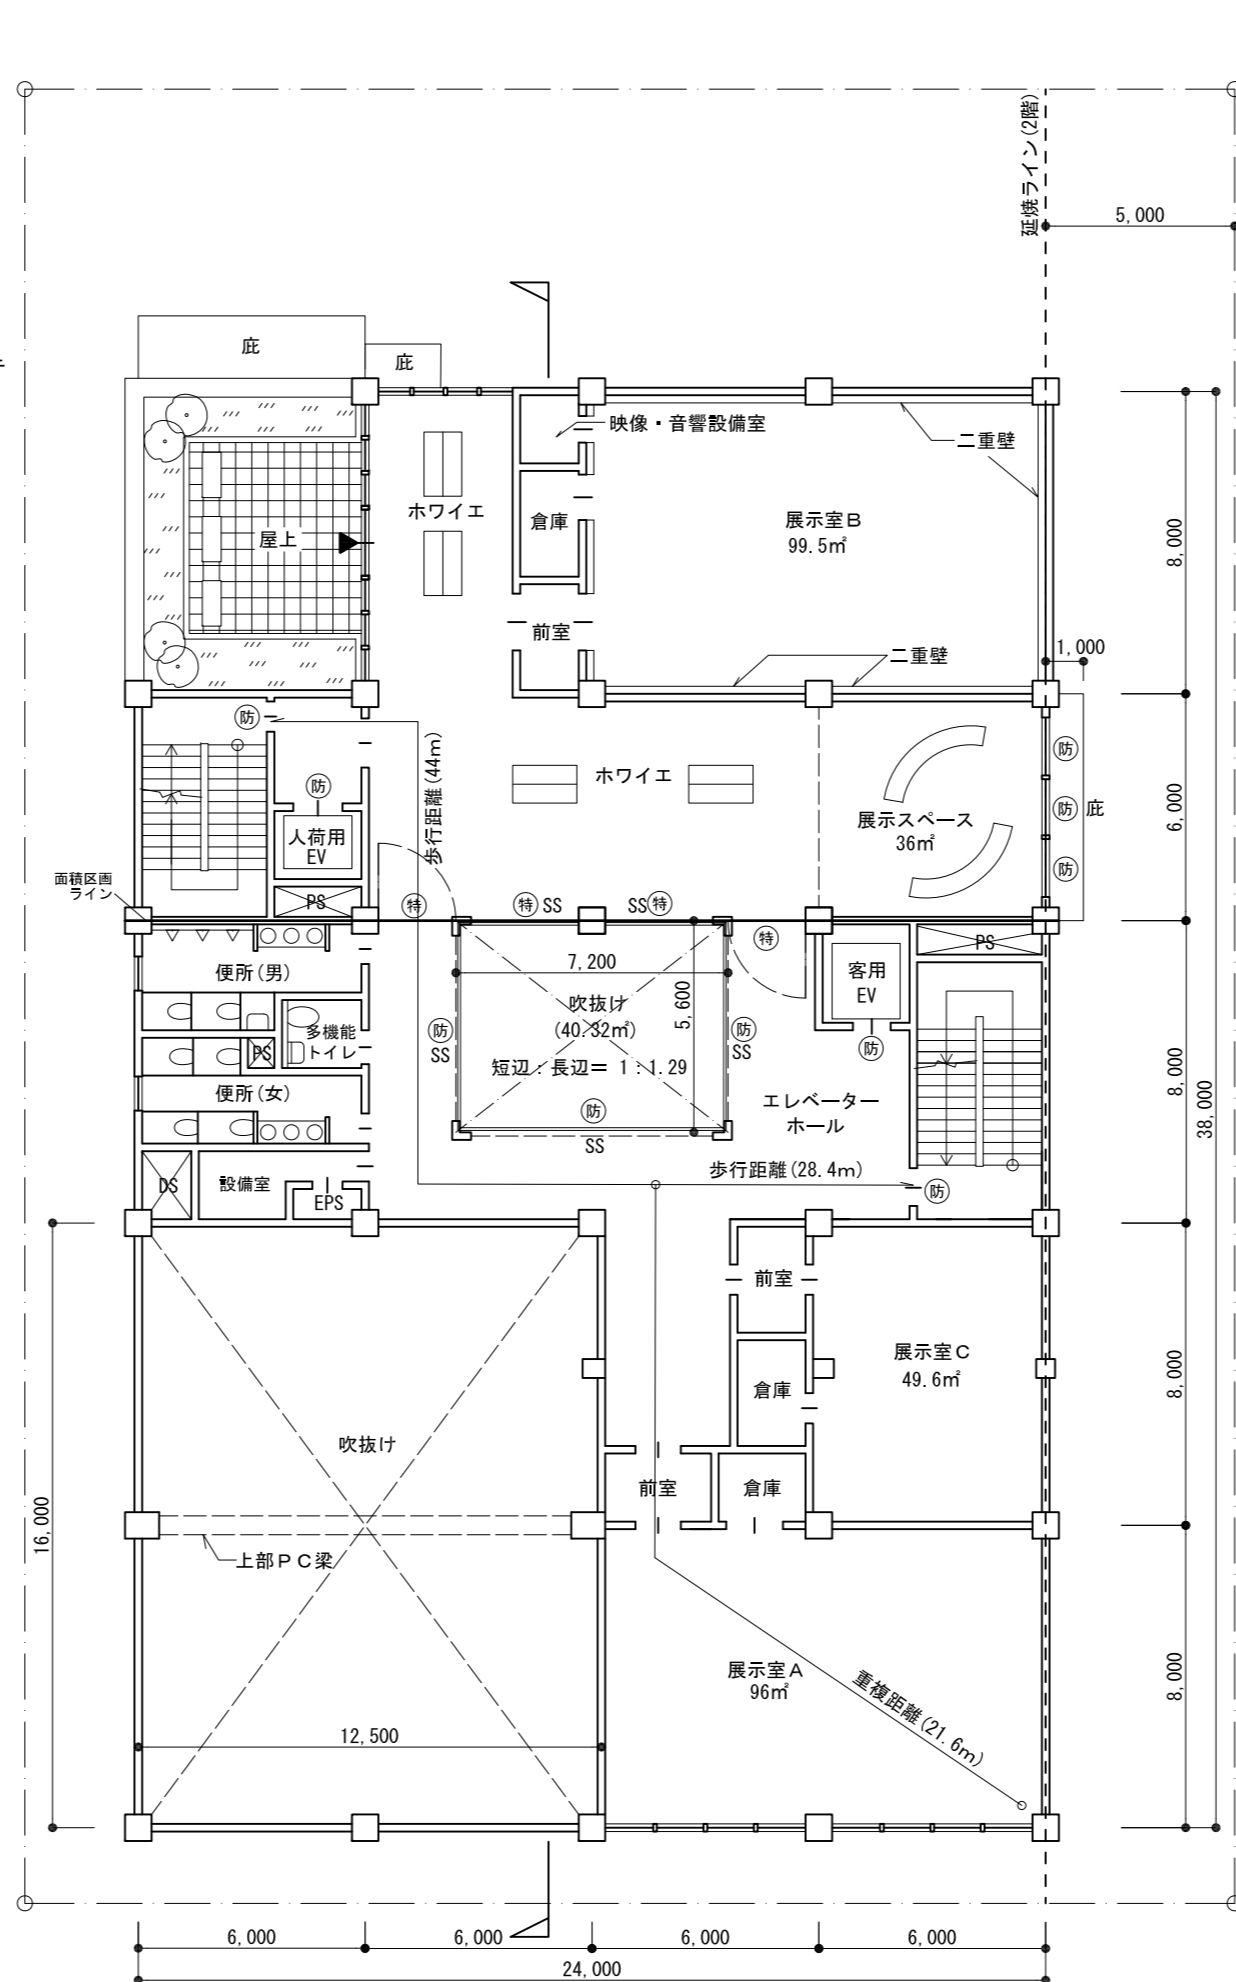 延焼ライン(2階)
5,000
庇
庇
映像・音響設備室
二重壁
ホワイエ
倉庫
展示室B
99.5㎡
屋上
8,000
前室
二重壁
1,000
防
歩行距離(44m)
ホワイエ
防
防
展示スペース
36㎡
防
庇
6,000
人荷用
EV
防
面積区画
ライン
PS
特
特 SS
SS 特
特
PS
便所(男)
7,200
客用
EV
吹抜け
(40.32㎡)
5,600
多機能
トイレ
防
SS
防
SS
防
PS
短辺:長辺= 1:1.29
便所(女)
防
SS
エレベーター
ホール
8,000
38,000
歩行距離(28.4m)
DS
設備室
EPS
防
前室
展示室C
49.6㎡
倉庫
8,000
吹抜け
前室
倉庫
16,000
上部PC梁
展示室A
96㎡
重複距離(21.6m)
8,000
12,500
6,000
6,000
6,000
6,000
24,000